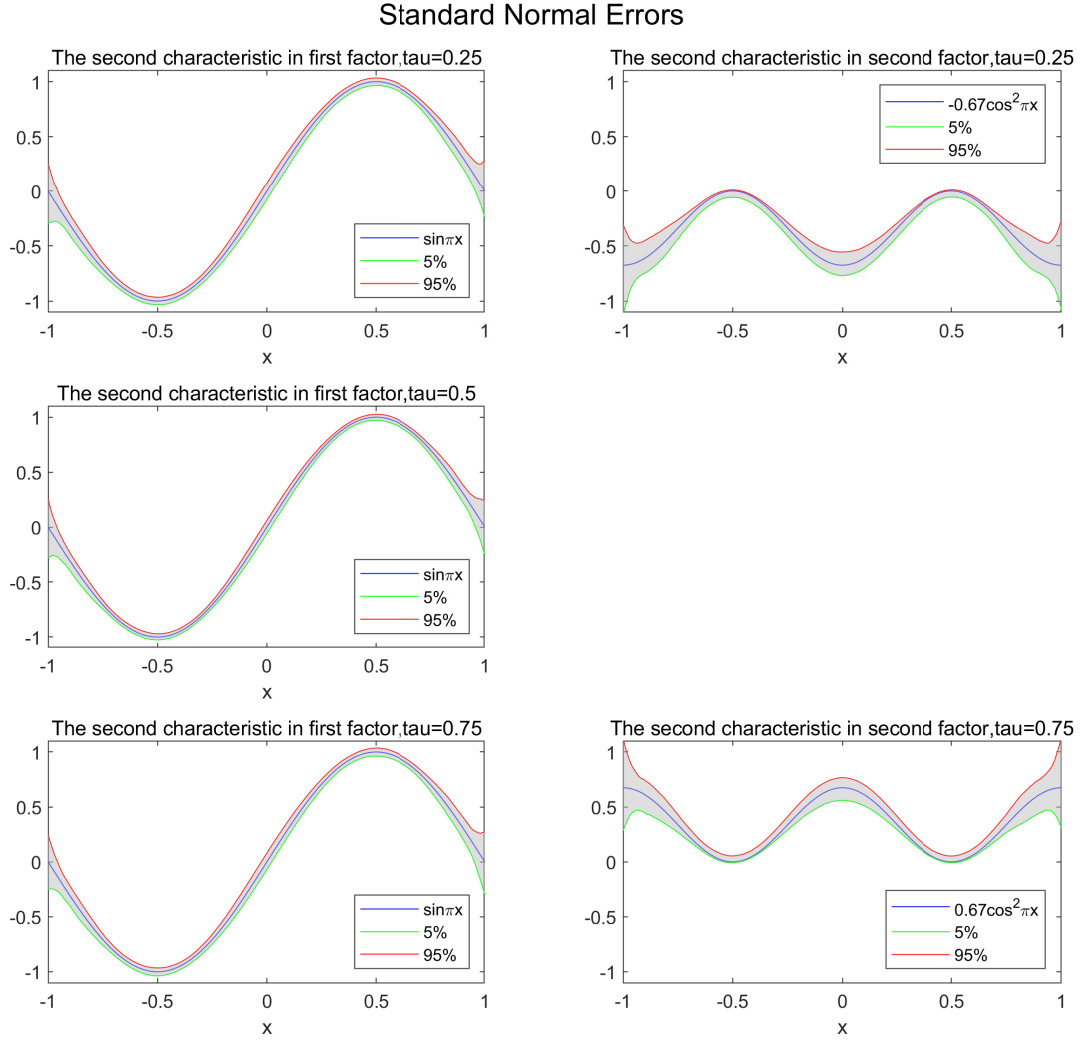 Standard Normal Errors
The second characteristic in first factor,tau=0.25
1
0.5
0
-0.5
-1
sinπx
5%
95%
-1 -0.5 0 0.5 1
x
The second characteristic in second factor,tau=0.25
1
0.5
0
-0.5
-1
-0.67cos²πx
5%
95%
-1 -0.5 0 0.5 1
x
The second characteristic in first factor,tau=0.5
1
0.5
0
-0.5
-1
sinπx
5%
95%
-1 -0.5 0 0.5 1
x
The second characteristic in first factor,tau=0.75
1
0.5
0
-0.5
-1
sinπx
5%
95%
-1 -0.5 0 0.5 1
x
The second characteristic in second factor,tau=0.75
1
0.5
0
-0.5
-1
0.67cos²πx
5%
95%
-1 -0.5 0 0.5 1
x